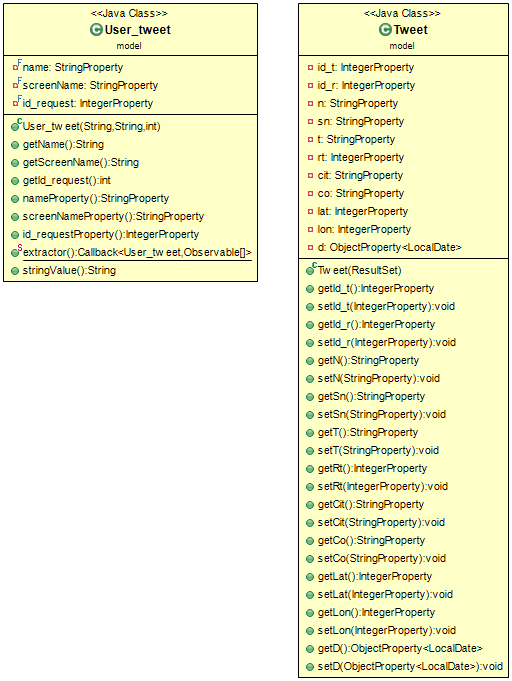 <<Java Class>>
User_tweet
model
name: StringProperty
screenName: StringProperty
id_request: IntegerProperty
User_tweet(String,String,int)
getName():String
getScreenName():String
getId_request():int
nameProperty():StringProperty
screenNameProperty():StringProperty
id_requestProperty():IntegerProperty
extractor():Callback<User_tweet,Observable[]>
stringValue():String
<<Java Class>>
Tweet
model
id_t: IntegerProperty
id_r: IntegerProperty
n: StringProperty
sn: StringProperty
t: StringProperty
rt: IntegerProperty
cit: StringProperty
co: StringProperty
lat: IntegerProperty
lon: IntegerProperty
d: ObjectProperty<LocalDate>
Tweet(ResultSet)
getId_t():IntegerProperty
setId_t(IntegerProperty):void
getId_r():IntegerProperty
setId_r(IntegerProperty):void
getN():StringProperty
setN(StringProperty):void
getSn():StringProperty
setSn(StringProperty):void
getT():StringProperty
setT(StringProperty):void
getRt():IntegerProperty
setRt(IntegerProperty):void
getCit():StringProperty
setCit(StringProperty):void
getCo():StringProperty
setCo(StringProperty):void
getLat():IntegerProperty
setLat(IntegerProperty):void
getLon():IntegerProperty
setLon(IntegerProperty):void
getD():ObjectProperty<LocalDate>
setD(ObjectProperty<LocalDate>):void